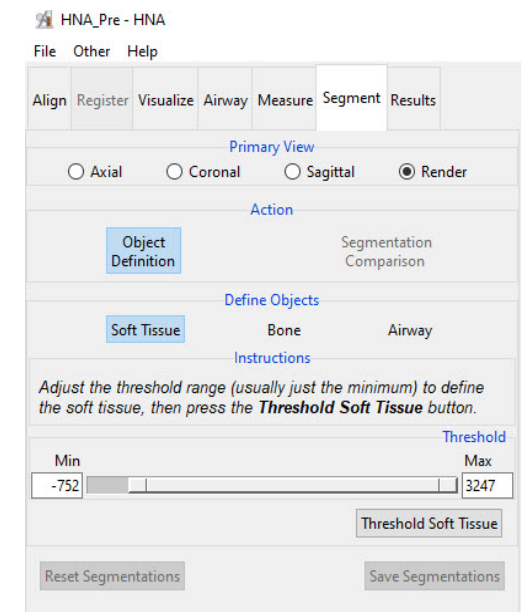 HNA_Pre - HNA
File Other Help
Align Register Visualize Airway Measure Segment Results
Primary View
Axial Coronal Sagittal Render
Action
Object
Definition
Segmentation
Comparison
Define Objects
Soft Tissue Bone Airway
Instructions
Adjust the threshold range (usually just the minimum) to define
the soft tissue, then press the Threshold Soft Tissue button.
Threshold
Min Max
-752 3247
Threshold Soft Tissue
Reset Segmentations Save Segmentations